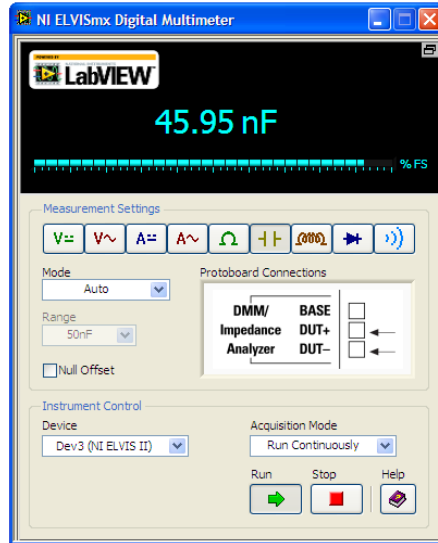 NI ELVISmx Digital Multimeter
LabVIEW
45.95 nF
% FS
Measurement Settings
V V A A Ω
Mode
Protoboard Connections
Auto
Range
50nF
DMM/ BASE
Impedance DUT+
Analyzer DUT–
Null Offset
Instrument Control
Device
Acquisition Mode
Dev3 (NI ELVIS II)
Run Continuously
Run Stop Help